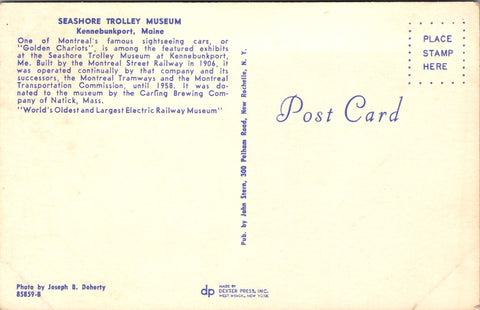 SEASHORE TROLLEY MUSEUM
Kennebunkport, Maine
One of Montreal's famous sightseeing cars, or
"Golden Chariots", is among the featured exhibits
at the Seashore Trolley Museum at Kennebunkport,
Me. Built by the Montreal Street Railway in 1906, it
was operated continually by that company and its
successors, the Montreal Tramways and the Montreal
Transportation Commission, until 1958. It was do-
nated to the museum by the Carling Brewing Com-
pany of Natick, Mass.
"World's Oldest and Largest Electric Railway Museum"
PLACE
STAMP
HERE
Post Card
Pub. by John Stern, 300 Pelham Road, New Rochelle, N. Y.
Photo by Joseph B. Doherty
85859-B
dp
MADE BY
DEXTER PRESS, INC.
WEST NYACK, NEW YORK